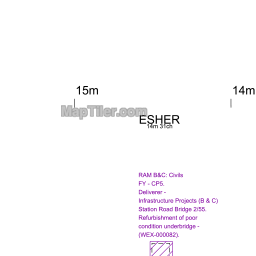 15m
14m
MapTiler.com
ESHER
14m 31ch
RAM B&C: Civils
FY - CP5.
Deliverer -
Infrastructure Projects (B & C)
Station Road Bridge 2/55.
Refurbishment of poor
condition underbridge -
(WEX-000082).